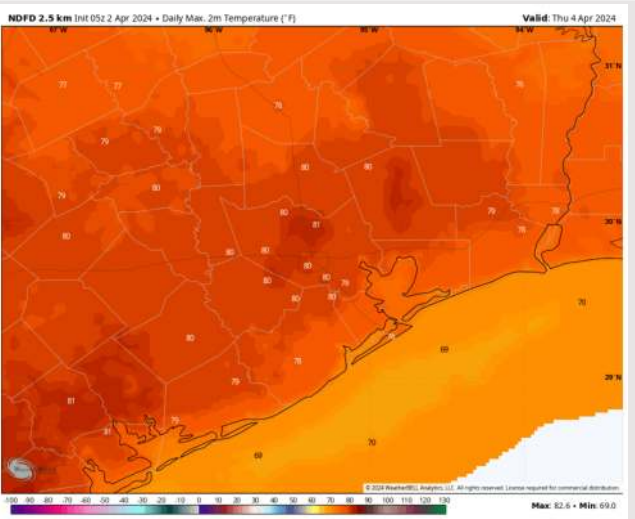 NDFD 2.5 km Init 05z 2 Apr 2024 • Daily Max. 2m Temperature (°F) Valid: Thu 4 Apr 2024
97°W 96°W 95°W 94°W
31°N
77 77 76
76
79 79
80 80
79 80
80 79 79
81 30°N
80 78
80 80
80
80 80 78
80 80
70
80 69
78
79 29°N
81
79
81
70
69
© 2024 WeatherBELL Analytics, LLC. All rights reserved. License required for commercial distribution.
-100 -90 -80 -70 -60 -50 -40 -30 -20 -10 0 10 20 30 40 50 60 70 80 90 100 110 120 130
Max: 82.6 • Min: 69.0